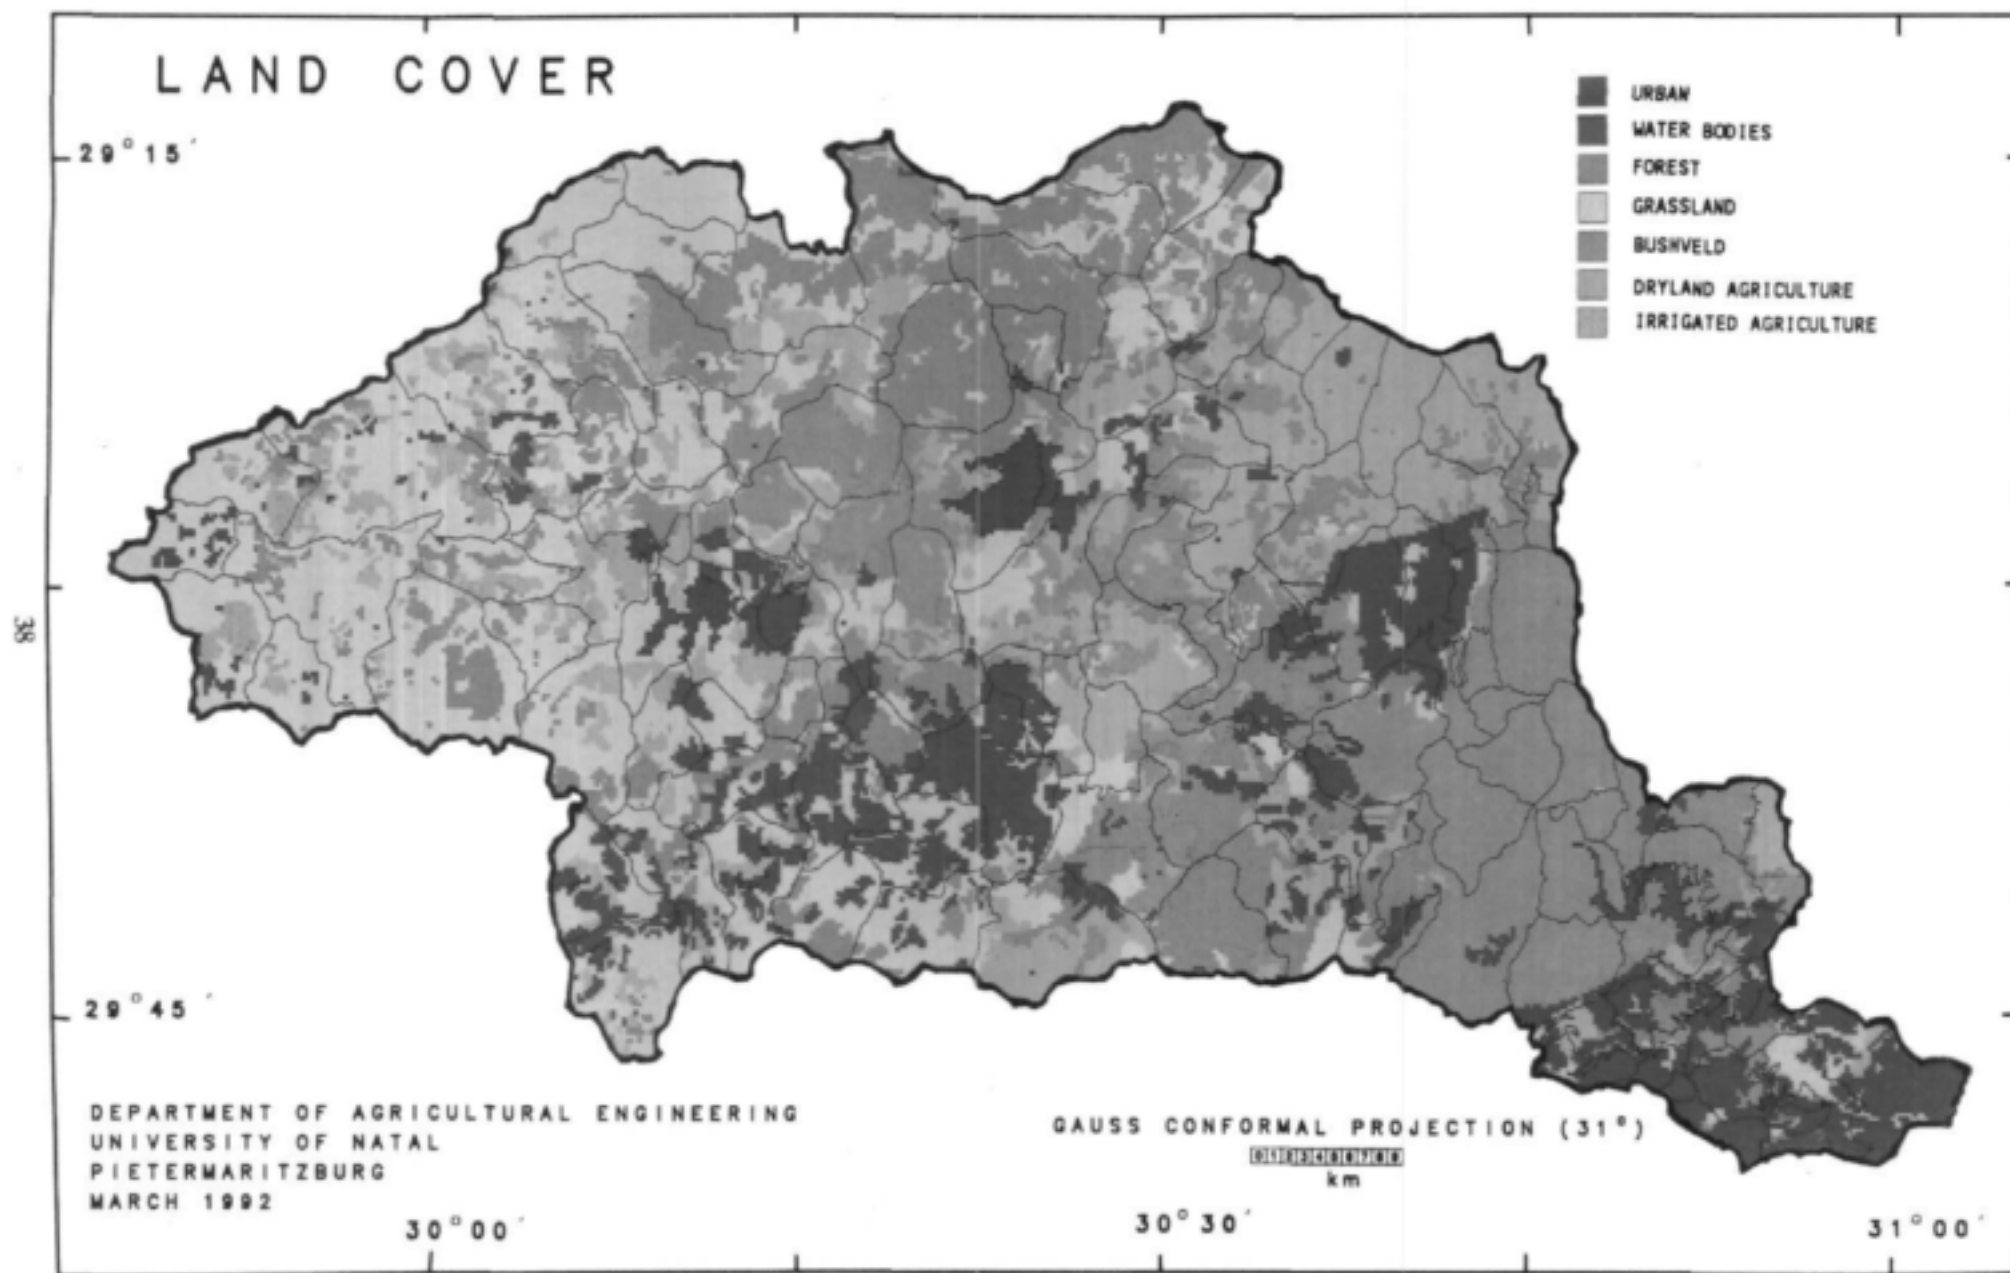 LAND COVER
URBAN
WATER BODIES
FOREST
GRASSLAND
BUSHVELD
DRYLAND AGRICULTURE
IRRIGATED AGRICULTURE
29°15′
38
29°45′
DEPARTMENT OF AGRICULTURAL ENGINEERING
UNIVERSITY OF NATAL
PIETERMARITZBURG
MARCH 1992
GAUSS CONFORMAL PROJECTION (31°)
km
30°00′
30°30′
31°00′